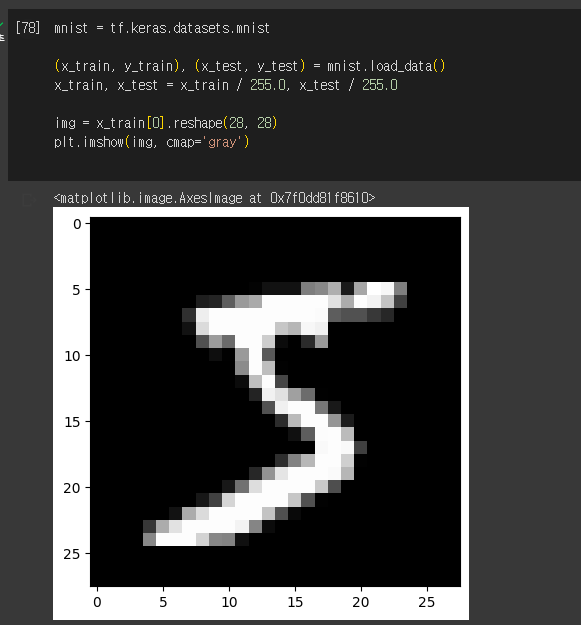 [78] mnist = tf.keras.datasets.mnist
(x_train, y_train), (x_test, y_test) = mnist.load_data()
x_train, x_test = x_train / 255.0, x_test / 255.0
img = x_train[0].reshape(28, 28)
plt.imshow(img, cmap='gray')
<matplotlib.image.AxesImage at 0x7f0dd81f8610>
0
5
10
15
20
25
0 5 10 15 20 25